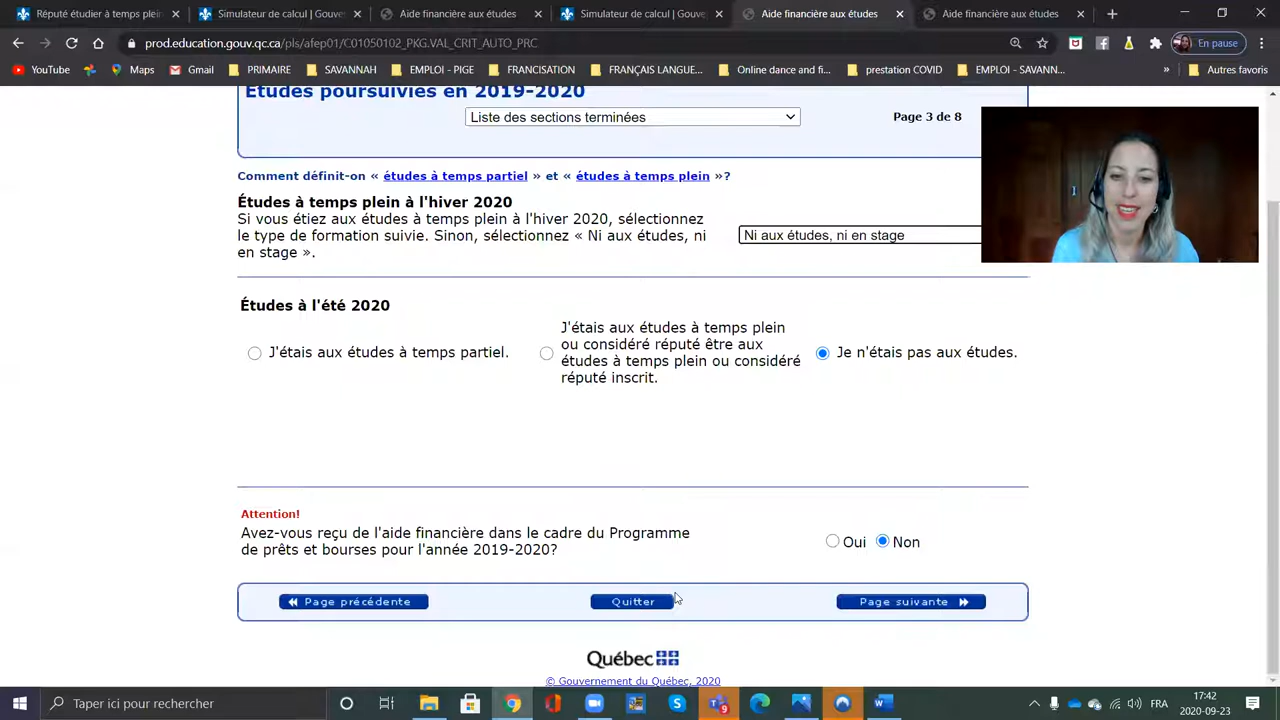 Réputé étudier à temps plein
Simulateur de calcul | Gouve
Aide financière aux études
Simulateur de calcul | Gouve
Aide financière aux études
Aide financière aux études
prod.education.gouv.qc.ca/pls/afep01/C01050102_PKG.VAL_CRIT_AUTO_PRC
En pause
YouTube
Maps
Gmail
PRIMAIRE
SAVANNAH
EMPLOI - PIGE
FRANCISATION
FRANÇAIS LANGUE...
Online dance and fi...
prestation COVID
EMPLOI - SAVANN...
»
Autres favoris
Études poursuivies en 2019-2020
Liste des sections terminées
Page 3 de 8
Comment définit-on « études à temps partiel » et « études à temps plein »?
Études à temps plein à l'hiver 2020
Si vous étiez aux études à temps plein à l'hiver 2020, sélectionnez
le type de formation suivie. Sinon, sélectionnez « Ni aux études, ni
en stage ».
Ni aux études, ni en stage
Études à l'été 2020
J'étais aux études à temps partiel.
J'étais aux études à temps plein
ou considéré réputé être aux
études à temps plein ou considéré
réputé inscrit.
Je n'étais pas aux études.
Attention!
Avez-vous reçu de l'aide financière dans le cadre du Programme
de prêts et bourses pour l'année 2019-2020?
Oui
Non
Page précédente
Quitter
Page suivante
Québec
© Gouvernement du Québec, 2020
Taper ici pour rechercher
9
FRA
17:42
2020-09-23